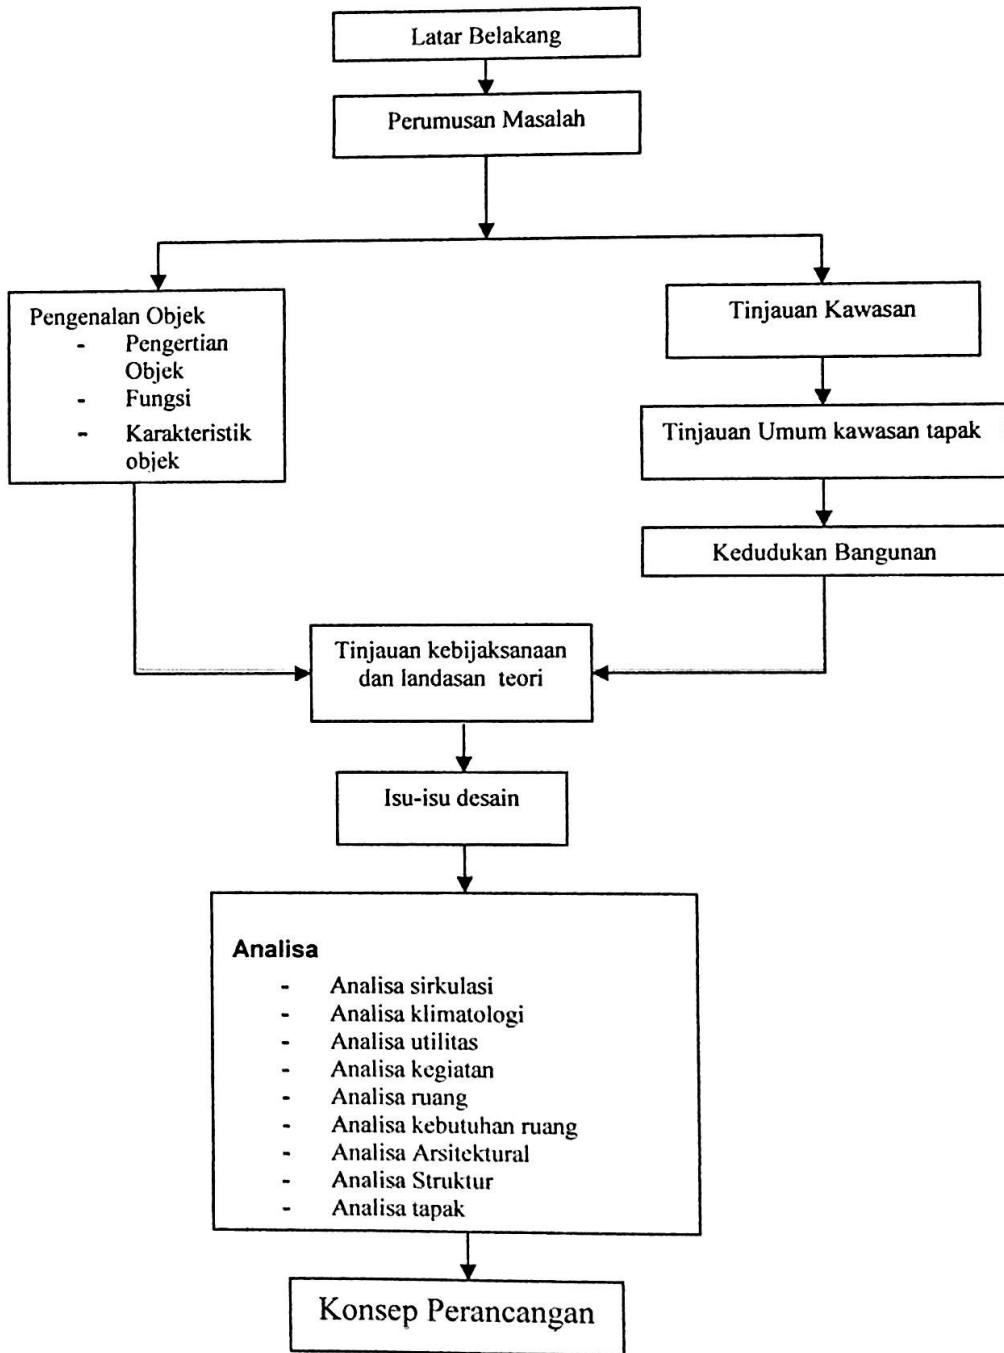 Latar Belakang
Perumusan Masalah
Pengenalan Objek
- Pengertian
Objek
- Fungsi
- Karakteristik
objek
Tinjauan Kawasan
Tinjauan Umum kawasan tapak
Kedudukan Bangunan
Tinjauan kebijaksanaan
dan landasan teori
Isu-isu desain
Analisa
- Analisa sirkulasi
- Analisa klimatologi
- Analisa utilitas
- Analisa kegiatan
- Analisa ruang
- Analisa kebutuhan ruang
- Analisa Arsitektural
- Analisa Struktur
- Analisa tapak
Konsep Perancangan